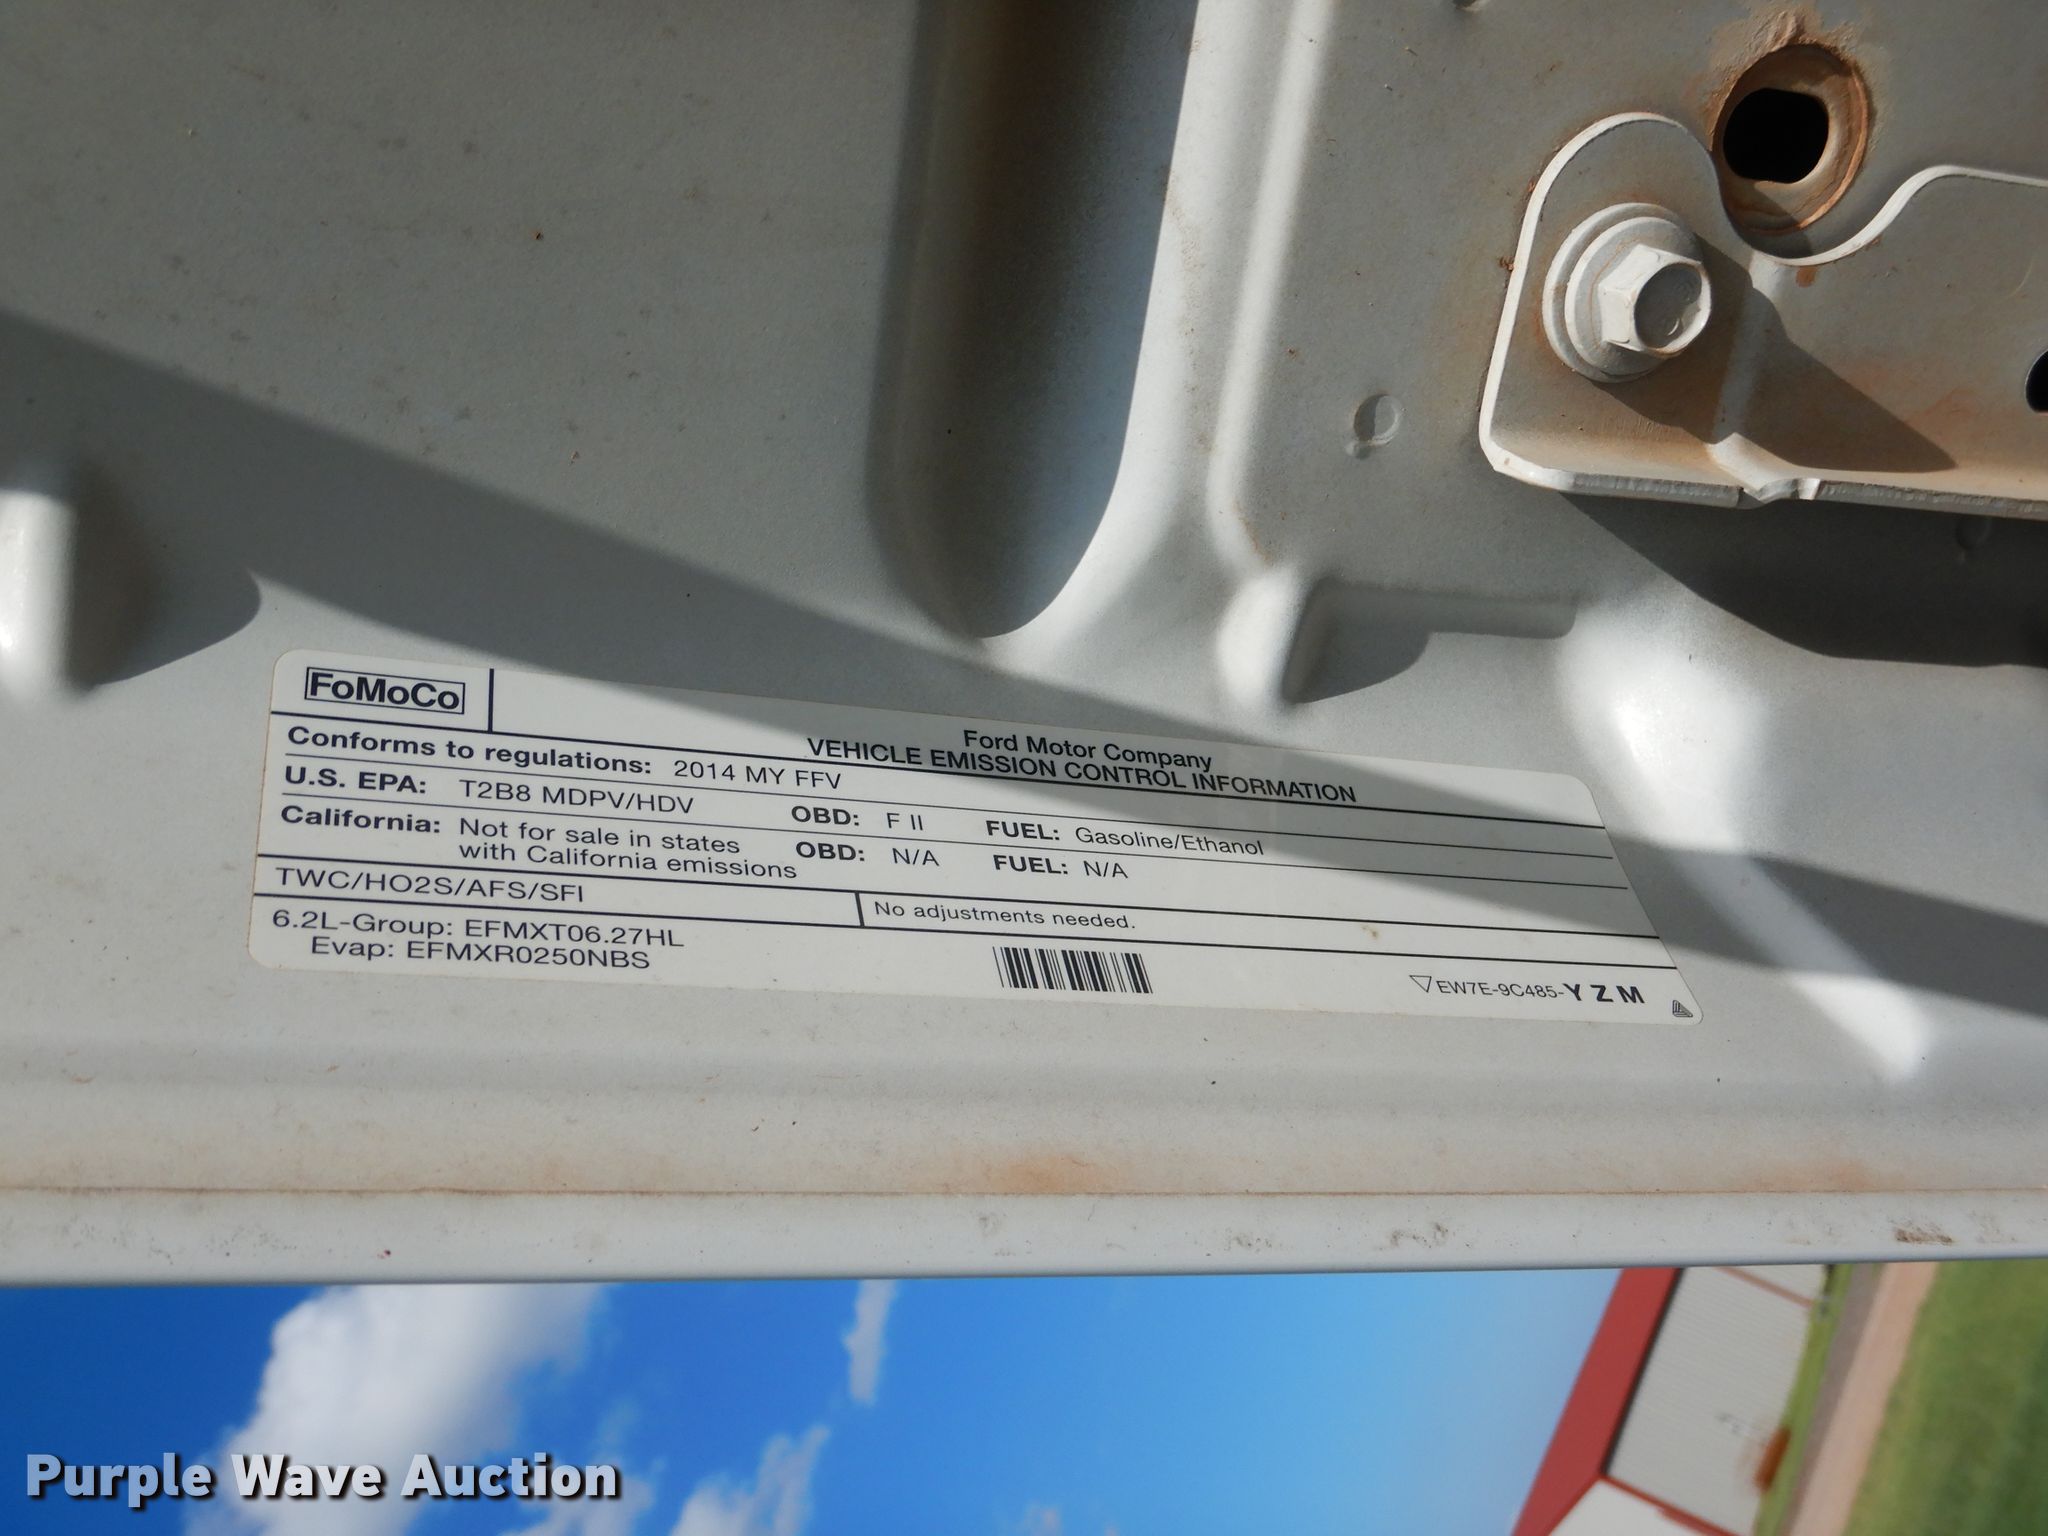 FoMoCo
Ford Motor Company
VEHICLE EMISSION CONTROL INFORMATION
Conforms to regulations: 2014 MY FFV
U.S. EPA: T2B8 MDPV/HDV OBD: F II FUEL: Gasoline/Ethanol
California: Not for sale in states with California emissions OBD: N/A FUEL: N/A
TWC/HO2S/AFS/SFI
No adjustments needed.
6.2L-Group: EFMXT06.27HL
Evap: EFMXR0250NBS
EW7E-9C485-Y Z M
Purple Wave Auction